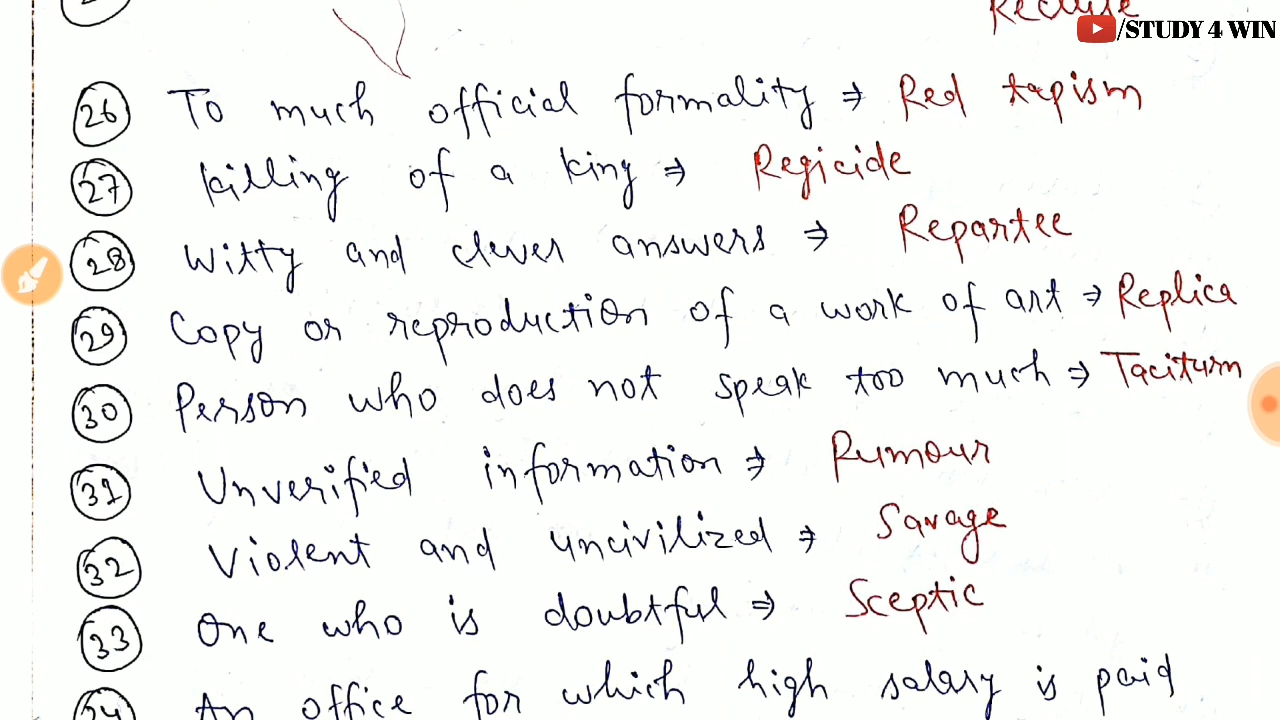 Recluse
/STUDY 4 WIN
26 To much official formality ⇒ Red tapism
27 killing of a king ⇒ Regicide
28 Witty and clever answers ⇒ Repartee
29 Copy or reproduction of a work of art ⇒ Replica
30 Person who does not speak too much ⇒ Taciturn
31 Unverified information ⇒ Rumour
32 Violent and uncivilized ⇒ Savage
33 One who is doubtful ⇒ Sceptic
34 An office for which high salary is paid